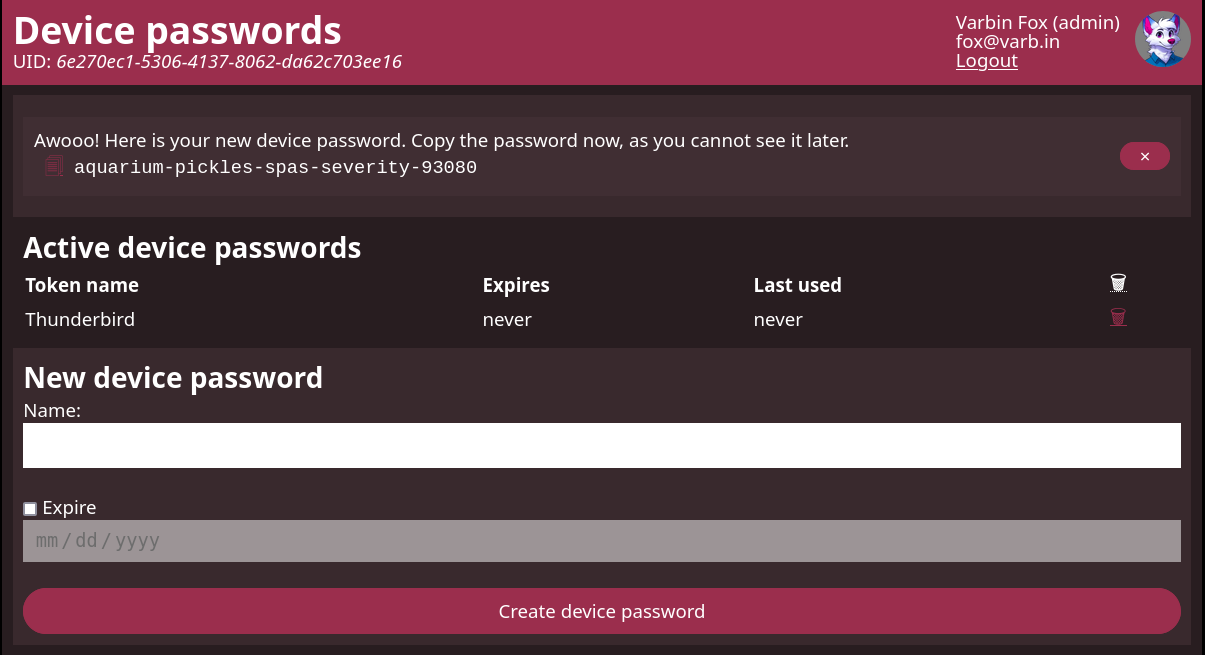 Device passwords
UID: 6e270ec1-5306-4137-8062-da62c703ee16
Varbin Fox (admin)
fox@varb.in
Logout
Awooo! Here is your new device password. Copy the password now, as you cannot see it later.
aquarium-pickles-spas-severity-93080
×
Active device passwords
Token name Expires Last used
Thunderbird never never
New device password
Name:
Expire
mm/dd/yyyy
Create device password